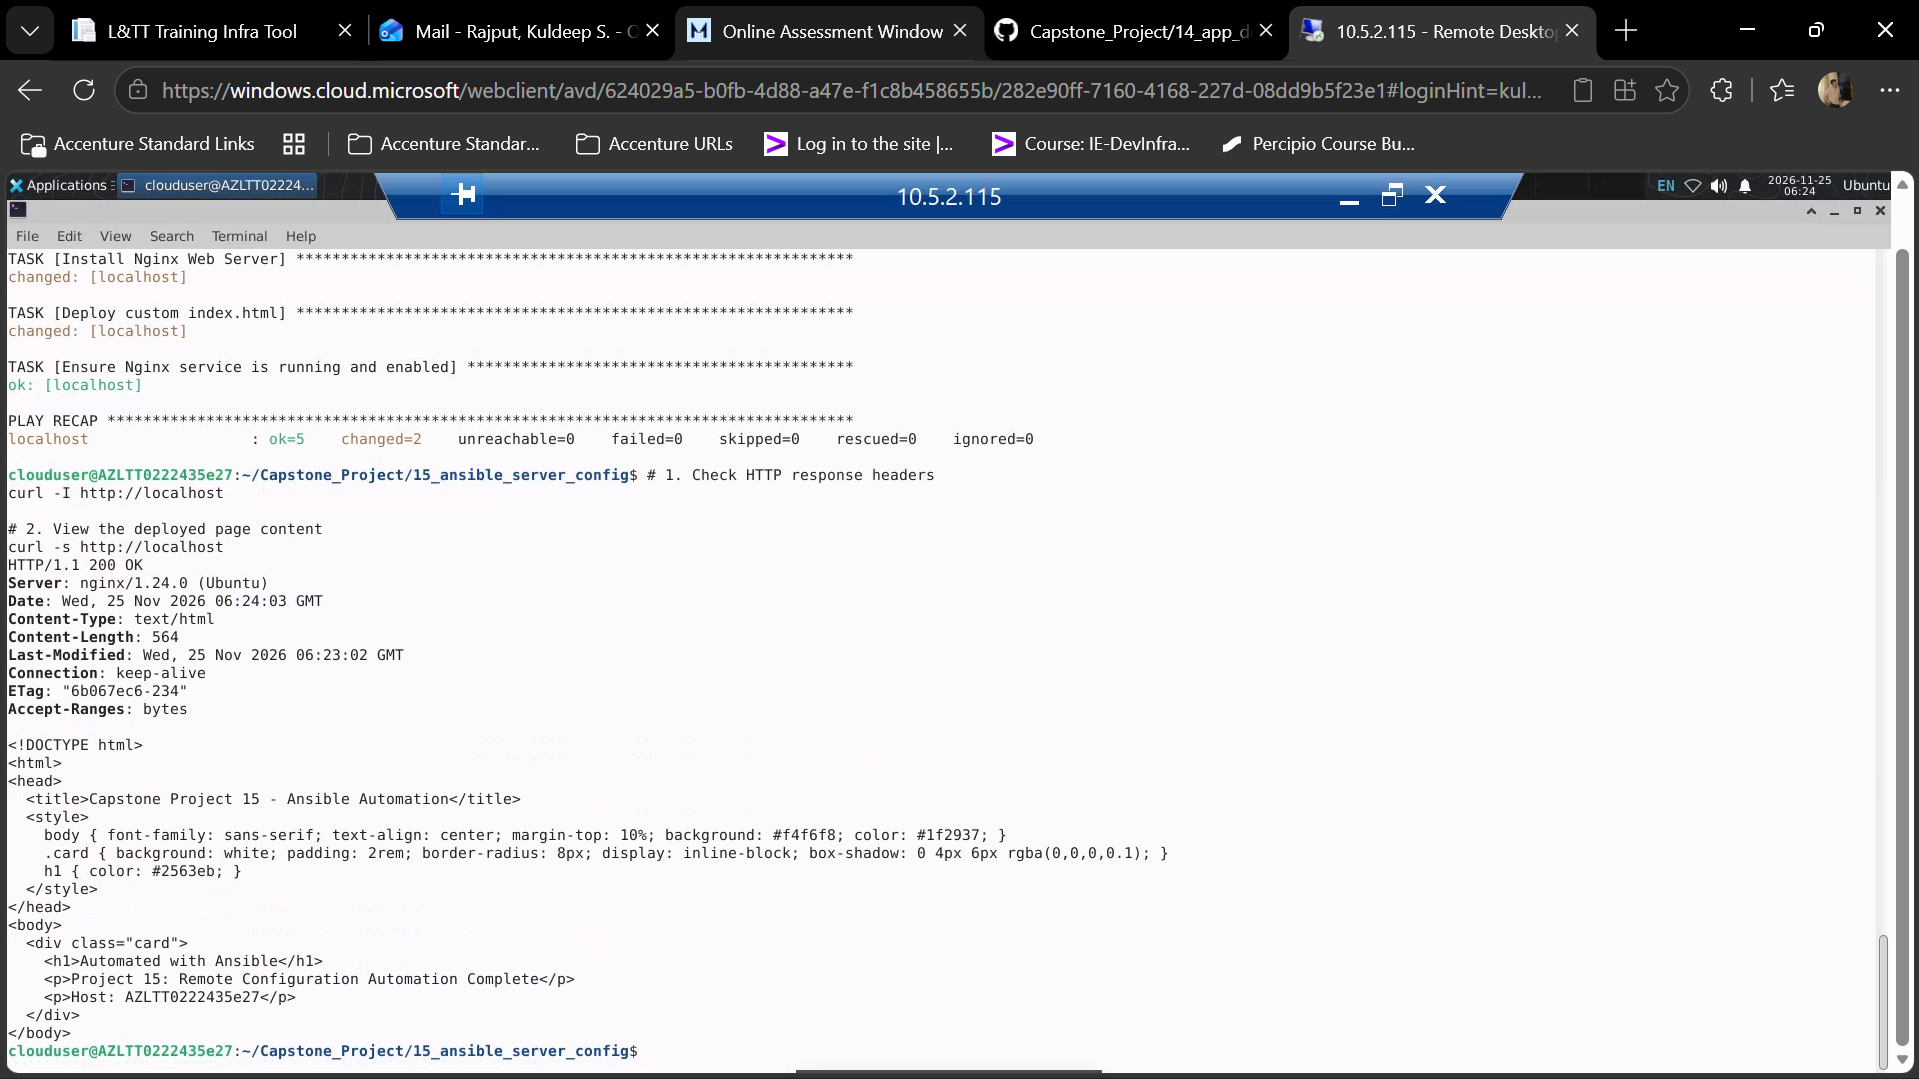 L&TT Training Infra Tool
Mail - Rajput, Kuldeep S. - O
Online Assessment Window
Capstone_Project/14_app_d
10.5.2.115 - Remote Deskto
https://windows.cloud.microsoft/webclient/avd/624029a5-b0fb-4d88-a47e-f1c8b458655b/282e90ff-7160-4168-227d-08dd9b5f23e1#loginHint=kul...
Accenture Standard Links
Accenture Standar...
Accenture URLs
Log in to the site |...
Course: IE-DevInfra...
Percipio Course Bu...
Applications
clouduser@AZLTT02224...
10.5.2.115
EN
2026-11-25
06:24
Ubuntu
File Edit View Search Terminal Help
TASK [Install Nginx Web Server] **************************************************************
changed: [localhost]
TASK [Deploy custom index.html] **************************************************************
changed: [localhost]
TASK [Ensure Nginx service is running and enabled] *******************************************
ok: [localhost]
PLAY RECAP ***********************************************************************************
localhost                  : ok=5    changed=2    unreachable=0    failed=0    skipped=0    rescued=0    ignored=0
clouduser@AZLTT0222435e27:~/Capstone_Project/15_ansible_server_config$ # 1. Check HTTP response headers
curl -I http://localhost
# 2. View the deployed page content
curl -s http://localhost
HTTP/1.1 200 OK
Server: nginx/1.24.0 (Ubuntu)
Date: Wed, 25 Nov 2026 06:24:03 GMT
Content-Type: text/html
Content-Length: 564
Last-Modified: Wed, 25 Nov 2026 06:23:02 GMT
Connection: keep-alive
ETag: "6b067ec6-234"
Accept-Ranges: bytes
<!DOCTYPE html>
<html>
<head>
  <title>Capstone Project 15 - Ansible Automation</title>
  <style>
    body { font-family: sans-serif; text-align: center; margin-top: 10%; background: #f4f6f8; color: #1f2937; }
    .card { background: white; padding: 2rem; border-radius: 8px; display: inline-block; box-shadow: 0 4px 6px rgba(0,0,0,0.1); }
    h1 { color: #2563eb; }
  </style>
</head>
<body>
  <div class="card">
    <h1>Automated with Ansible</h1>
    <p>Project 15: Remote Configuration Automation Complete</p>
    <p>Host: AZLTT0222435e27</p>
  </div>
</body>
clouduser@AZLTT0222435e27:~/Capstone_Project/15_ansible_server_config$